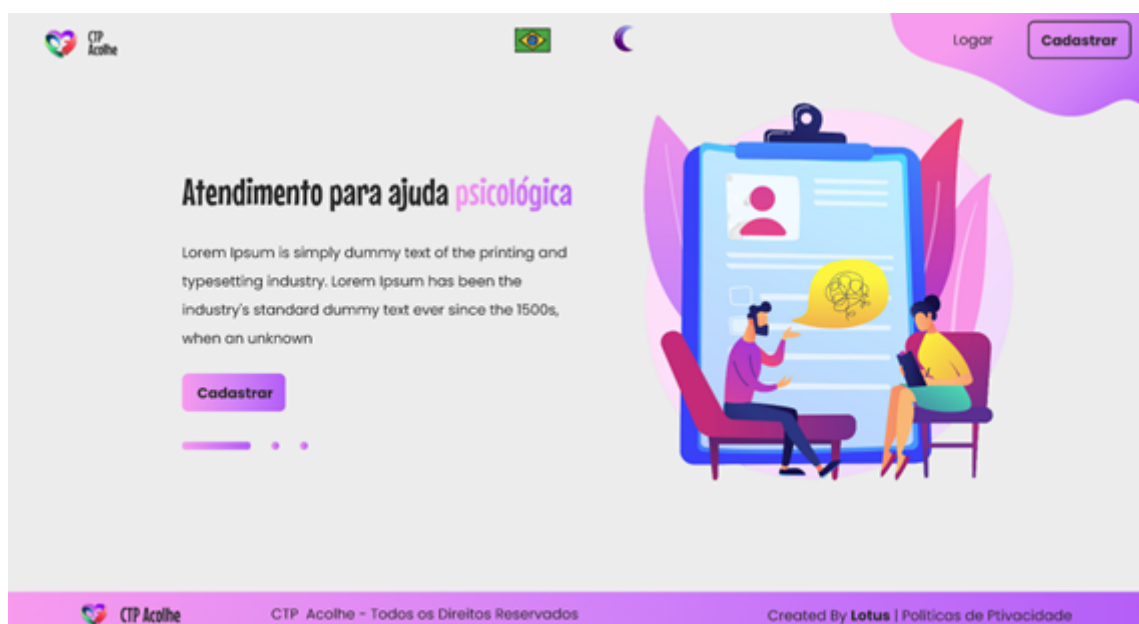 CTP
Acolhe
Logar
Cadastrar
Atendimento para ajuda psicológica
Lorem Ipsum is simply dummy text of the printing and
typesetting industry. Lorem Ipsum has been the
industry's standard dummy text ever since the 1500s,
when an unknown
Cadastrar
CTP Acolhe
CTP Acolhe - Todos os Direitos Reservados
Created By Lotus | Políticas de Ptivacidade